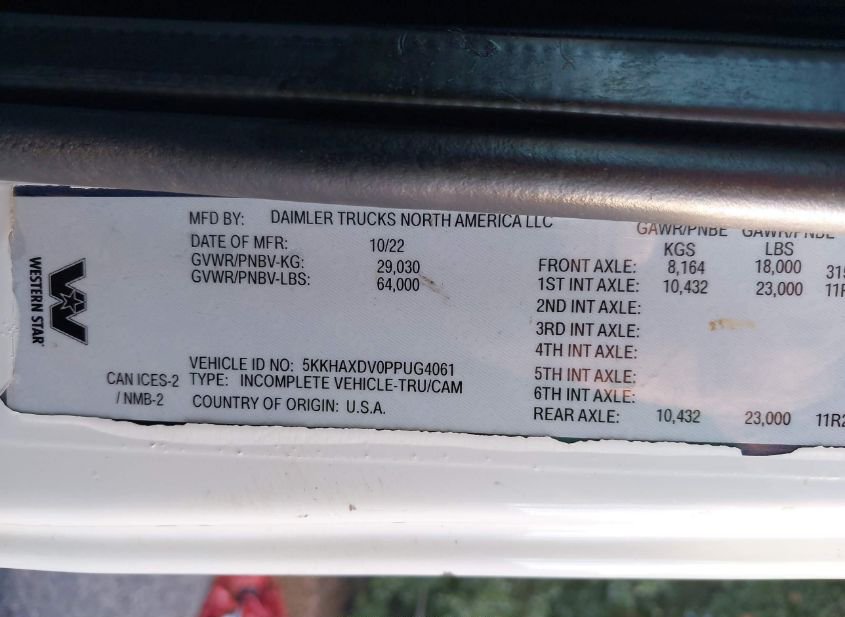 WESTERN STAR
MFD BY: DAIMLER TRUCKS NORTH AMERICA LLC
DATE OF MFR: 10/22
GVWR/PNBV-KG: 29,030
GVWR/PNBV-LBS: 64,000
VEHICLE ID NO: 5KKHAXDV0PPUG4061
CAN ICES-2 / NMB-2
TYPE: INCOMPLETE VEHICLE-TRU/CAM
COUNTRY OF ORIGIN: U.S.A.
GAWR/PNBE GAWR/PNBE
KGS LBS
FRONT AXLE: 8,164 18,000
1ST INT AXLE: 10,432 23,000
2ND INT AXLE:
3RD INT AXLE:
4TH INT AXLE:
5TH INT AXLE:
6TH INT AXLE:
REAR AXLE: 10,432 23,000